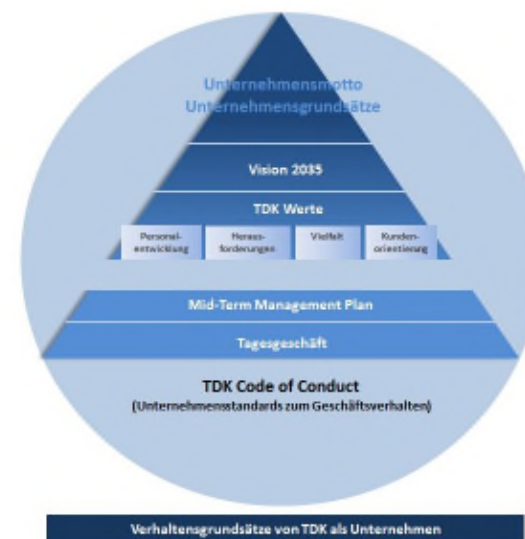 Unternehmensmotto
Unternehmensgrundsätze
Vision 2035
TDK Werte
Personal-
entwicklung
Heraus-
forderungen
Vielfalt
Kunden-
orientierung
Mid-Term Management Plan
Tagesgeschäft
TDK Code of Conduct
(Unternehmensstandards zum Geschäftsverhalten)
Verhaltensgrundsätze von TDK als Unternehmen